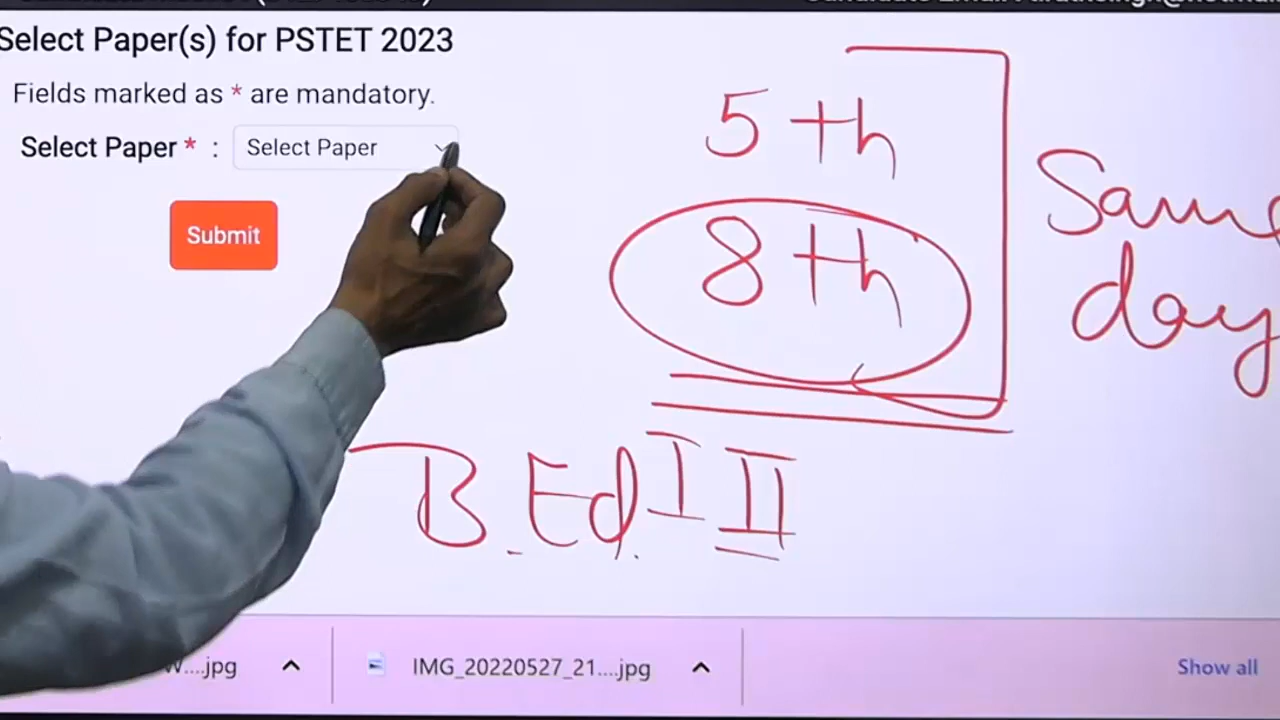 Select Paper(s) for PSTET 2023
Fields marked as * are mandatory.
Select Paper * : Select Paper
Submit
5th
8th
Same
day
B.Ed. I II
....jpg
IMG_20220527_21....jpg
Show all